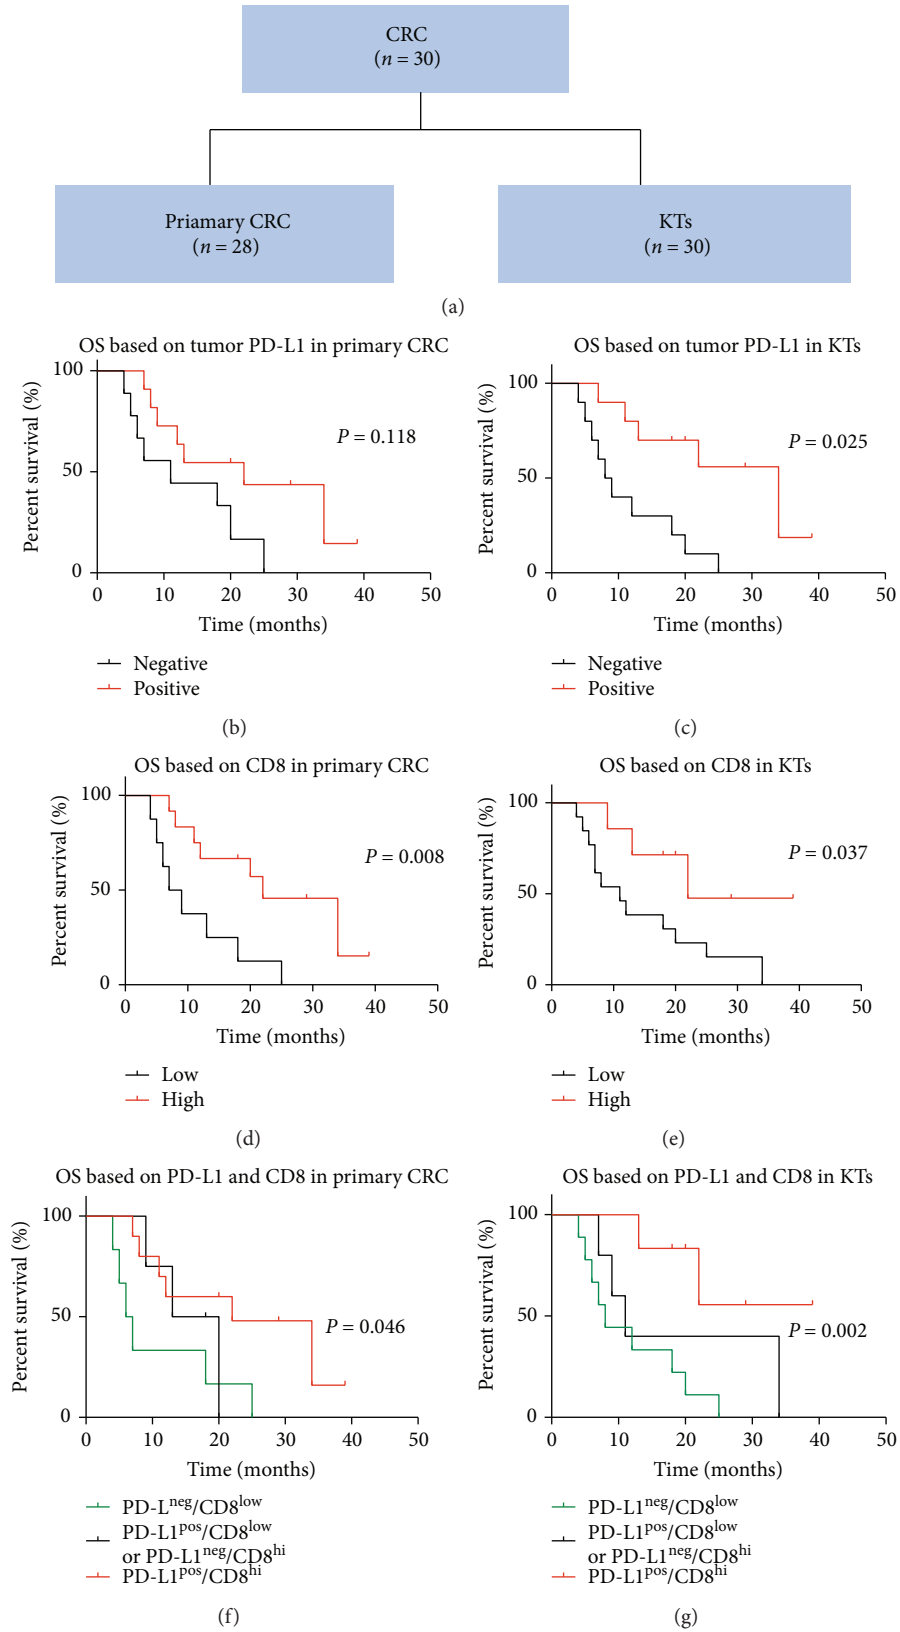 CRC
(n = 30)
Priamary CRC
(n = 28)
KTs
(n = 30)
(a)
OS based on tumor PD-L1 in primary CRC
Percent survival (%)
100
50
0
P = 0.118
0 10 20 30 40 50
Time (months)
Negative
Positive
(b)
OS based on tumor PD-L1 in KTs
Percent survival (%)
100
50
0
P = 0.025
0 10 20 30 40 50
Time (months)
Negative
Positive
(c)
OS based on CD8 in primary CRC
Percent survival (%)
100
50
0
P = 0.008
0 10 20 30 40 50
Time (months)
Low
High
(d)
OS based on CD8 in KTs
Percent survival (%)
100
50
0
P = 0.037
0 10 20 30 40 50
Time (months)
Low
High
(e)
OS based on PD-L1 and CD8 in primary CRC
Percent survival (%)
100
50
0
P = 0.046
0 10 20 30 40 50
Time (months)
PD-Lneg/CD8low
PD-L1pos/CD8low
or PD-L1neg/CD8hi
PD-L1pos/CD8hi
(f)
OS based on PD-L1 and CD8 in KTs
Percent survival (%)
100
50
0
P = 0.002
0 10 20 30 40 50
Time (months)
PD-L1neg/CD8low
PD-L1pos/CD8low
or PD-L1neg/CD8hi
PD-L1pos/CD8hi
(g)